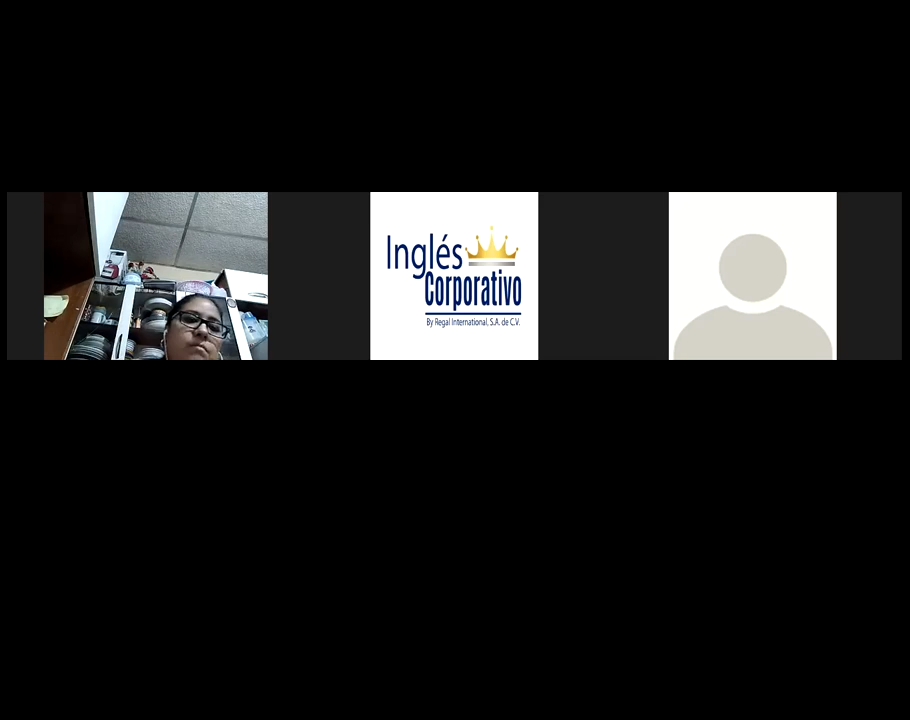 Inglés
Corporativo
By Regal International, S.A. de C.V.